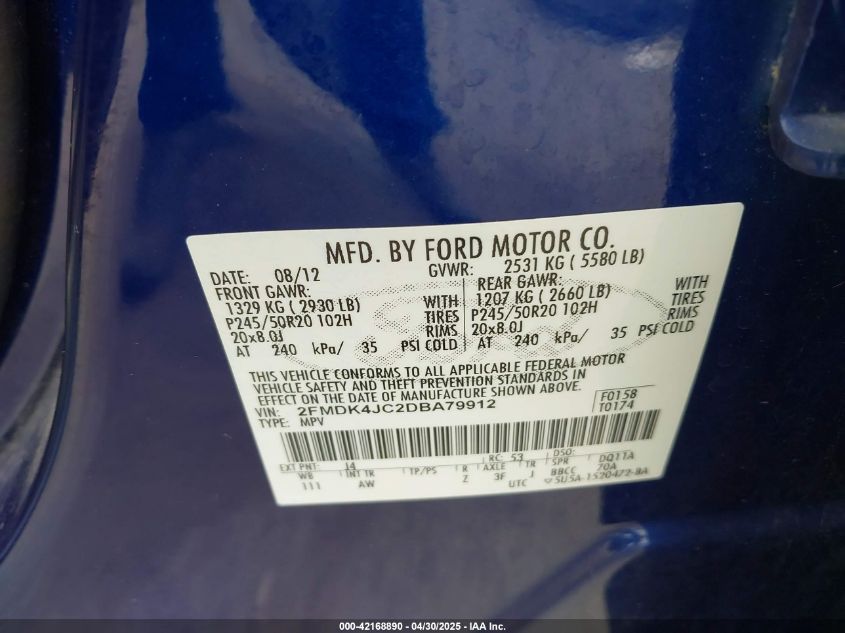 MFD. BY FORD MOTOR CO.
DATE: 08/12 GVWR: 2531 KG ( 5580 LB)
FRONT GAWR: REAR GAWR:
1329 KG ( 2930 LB) WITH 1207 KG ( 2660 LB) WITH
P245/50R20 102H TIRES P245/50R20 102H TIRES
20x8.0J RIMS 20x8.0J RIMS
AT 240 kPa/ 35 PSI COLD AT 240 kPa/ 35 PSI COLD
THIS VEHICLE CONFORMS TO ALL APPLICABLE FEDERAL MOTOR
VEHICLE SAFETY AND THEFT PREVENTION STANDARDS IN
EFFECT ON THE DATE OF MANUFACTURE SHOWN ABOVE.
VIN: 2FMDK4JC2DBA79912 F0158
TYPE: MPV T0174
EXT PNT: 14 RC: 53 DSO:
WB INT TR TP/PS R AXLE TR SPR DQ11A
111 AW Z 3F J BBCC 70A
UTC 5U5A-1520472-BA
000-42168890 - 04/30/2025 - IAA Inc.